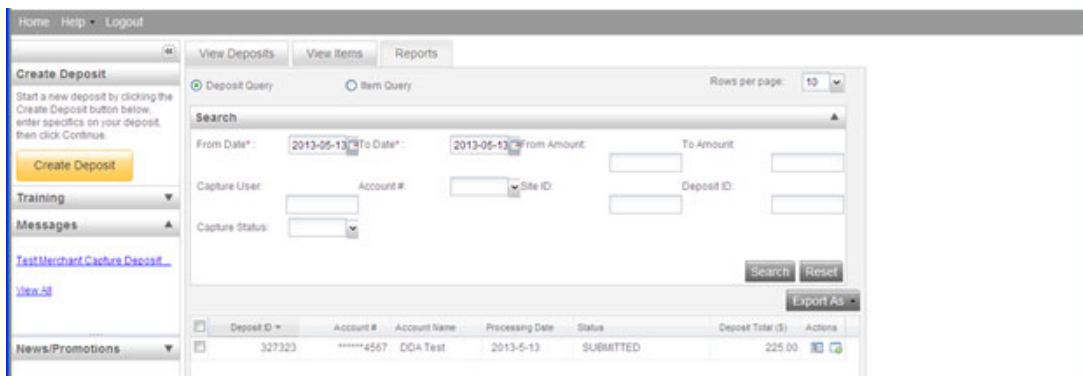 Home Help Logout
View Deposits View Items Reports
Create Deposit
Start a new deposit by clicking the
Create Deposit button below,
enter specifics on your deposit,
then click Continue.
Create Deposit
Training
Messages
Test Merchant Capture Deposit...
View All
News/Promotions
Deposit Query Item Query Rows per page: 10
Search
From Date* : 2013-05-13 To Date* : 2013-05-13 From Amount: To Amount:
Capture User: Account #: Site ID: Deposit ID:
Capture Status:
Search Reset
Export As
Deposit ID Account # Account Name Processing Date Status Deposit Total ($) Actions
327323 ******4567 DDA Test 2013-5-13 SUBMITTED 225.00